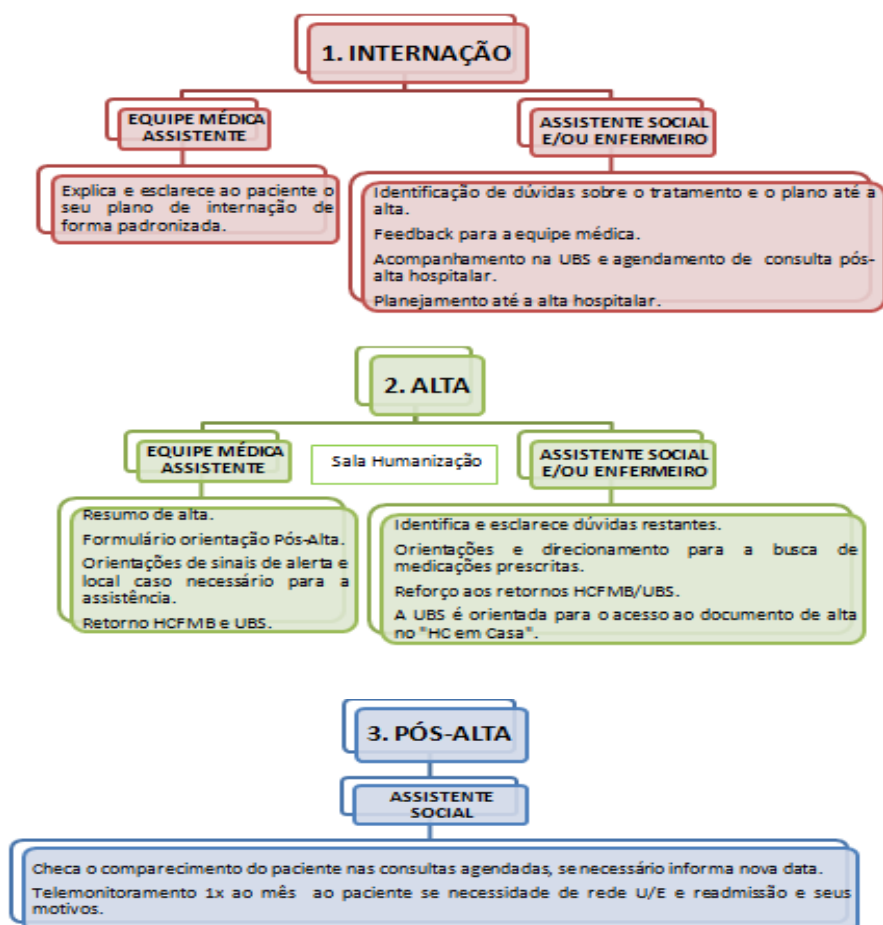 1. INTERNAÇÃO
EQUIPE MÉDICA
ASSISTENTE
Explica e esclarece ao paciente o
seu plano de internação de
forma padronizada.
ASSISTENTE SOCIAL
E/OU ENFERMEIRO
Identificação de dúvidas sobre o tratamento e o plano até a
alta.
Feedback para a equipe médica.
Acompanhamento na UBS e agendamento de consulta pós-
alta hospitalar.
Planejamento até a alta hospitalar.
2. ALTA
EQUIPE MÉDICA
ASSISTENTE
Sala Humanização
ASSISTENTE SOCIAL
E/OU ENFERMEIRO
Resumo de alta.
Formulário orientação Pós-Alta.
Orientações de sinais de alerta e
local caso necessário para a
assistência.
Retorno HCFMB e UBS.
Identifica e esclarece dúvidas restantes.
Orientações e direcionamento para a busca de
medicações prescritas.
Reforço aos retornos HCFMB/UBS.
A UBS é orientada para o acesso ao documento de alta
no "HC em Casa".
3. PÓS-ALTA
ASSISTENTE
SOCIAL
Checa o comparecimento do paciente nas consultas agendadas, se necessário informa nova data.
Telemonitoramento 1x ao mês ao paciente se necessidade de rede U/E e readmissão e seus
motivos.